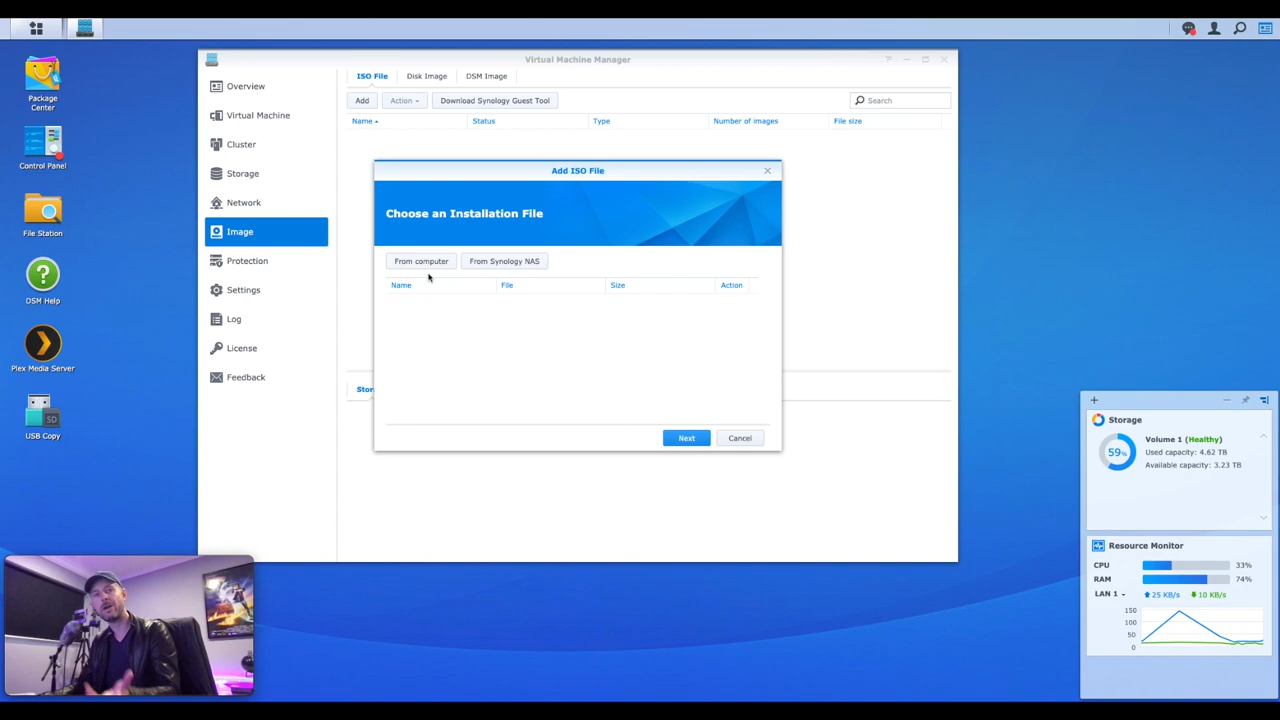 Virtual Machine Manager
Package
Center
Control Panel
File Station
DSM Help
Plex Media Server
SD
USB Copy
Overview
Virtual Machine
Cluster
Storage
Network
Image
Protection
Settings
Log
License
Feedback
ISO File Disk Image DSM Image
Add Action Download Synology Guest Tool Search
Name Status Type Number of images File size
Stor
Add ISO File
Choose an Installation File
From computer From Synology NAS
Name File Size Action
Next Cancel
Storage
59%
Volume 1 (Healthy)
Used capacity: 4.62 TB
Available capacity: 3.23 TB
Resource Monitor
CPU 33%
RAM 74%
LAN 1 25 KB/s 10 KB/s
150
100
50
0